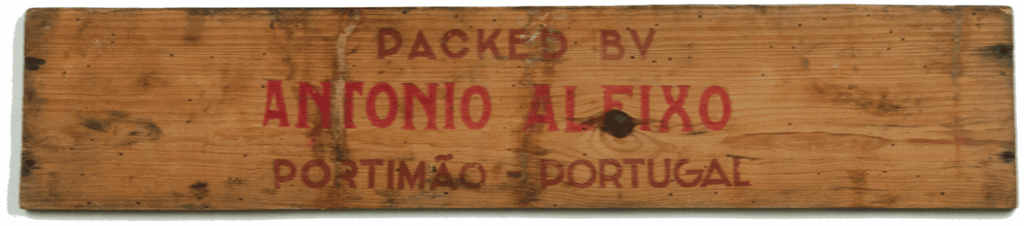 PACKED BY
ANTONIO ALEIXO
PORTIMÃO - PORTUGAL